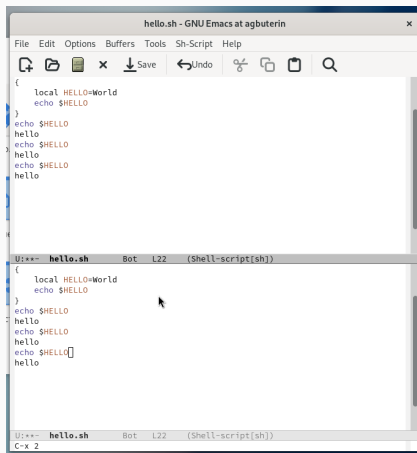 hello.sh - GNU Emacs at agbuterin ×
File Edit Options Buffers Tools Sh-Script Help
Save Undo
{
    local HELLO=World
    echo $HELLO
}
echo $HELLO
hello
echo $HELLO
hello
echo $HELLO
hello
U:**-  hello.sh      Bot   L22    (Shell-script[sh])
{
    local HELLO=World
    echo $HELLO
}
echo $HELLO
hello
echo $HELLO
hello
echo $HELLO
hello
U:**-  hello.sh      Bot   L22    (Shell-script[sh])
C-x 2